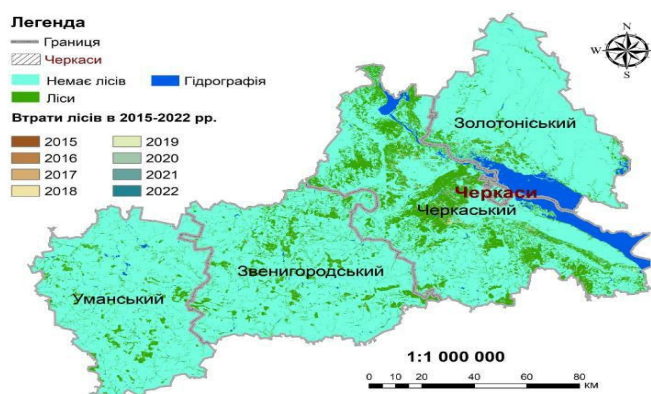 Легенда
Границя
Черкаси
Немає лісів
Гідрографія
Ліси
Втрати лісів в 2015-2022 рр.
2015
2019
2016
2020
2017
2021
2018
2022
N
W
E
S
Золотоніський
Черкаси
Черкаський
Звенигородський
Уманський
1:1 000 000
0 10 20 40 60 80
км